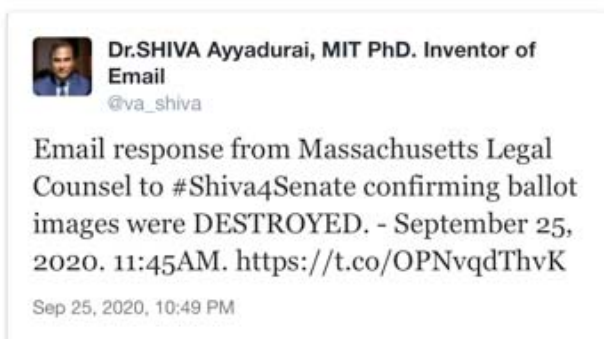 Dr.SHIVA Ayyadurai, MIT PhD. Inventor of
Email
@va_shiva
Email response from Massachusetts Legal
Counsel to #Shiva4Senate confirming ballot
images were DESTROYED. - September 25,
2020. 11:45AM. https://t.co/OPNvqdThvK
Sep 25, 2020, 10:49 PM